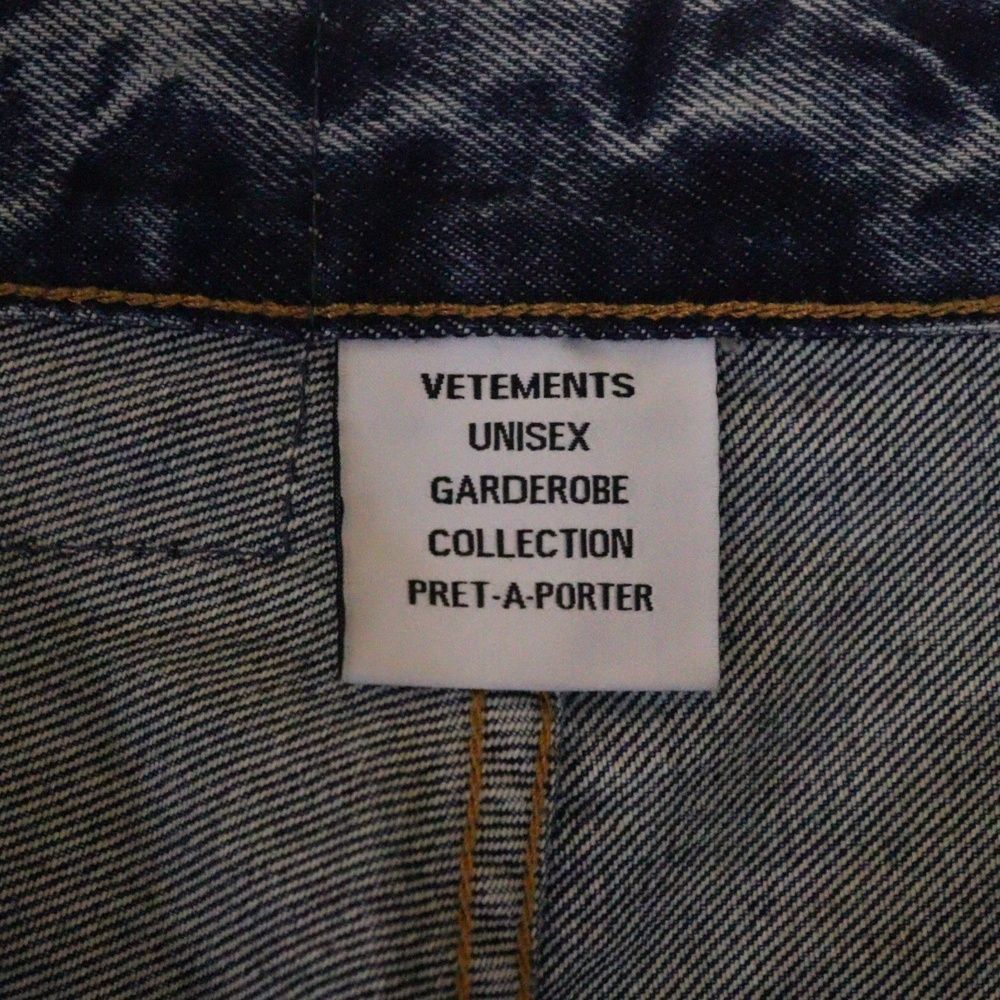 VETEMENTS
UNISEX
GARDEROBE
COLLECTION
PRET-A-PORTER